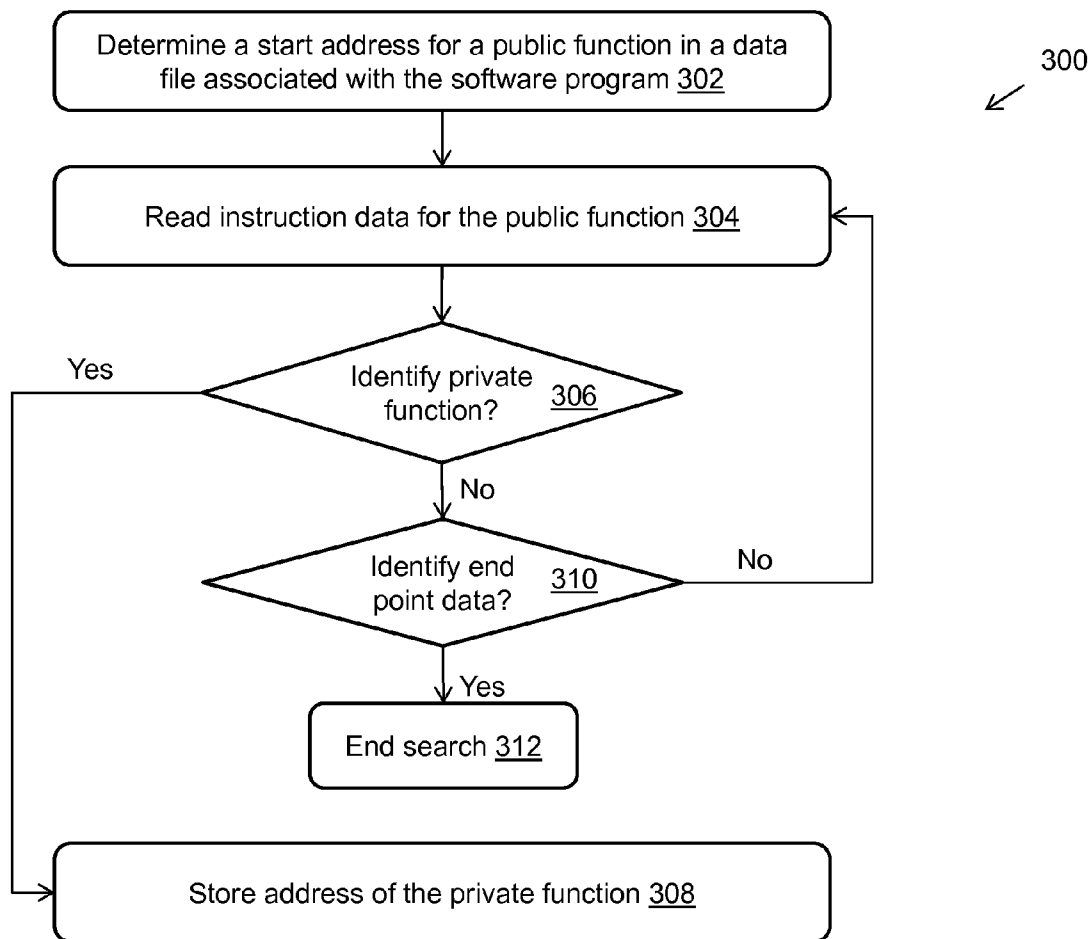 Determine a start address for a public function in a data
file associated with the software program 302
300
Read instruction data for the public function 304
Yes
Identify private
function? 306
No
Identify end
point data? 310
No
Yes
End search 312
Store address of the private function 308